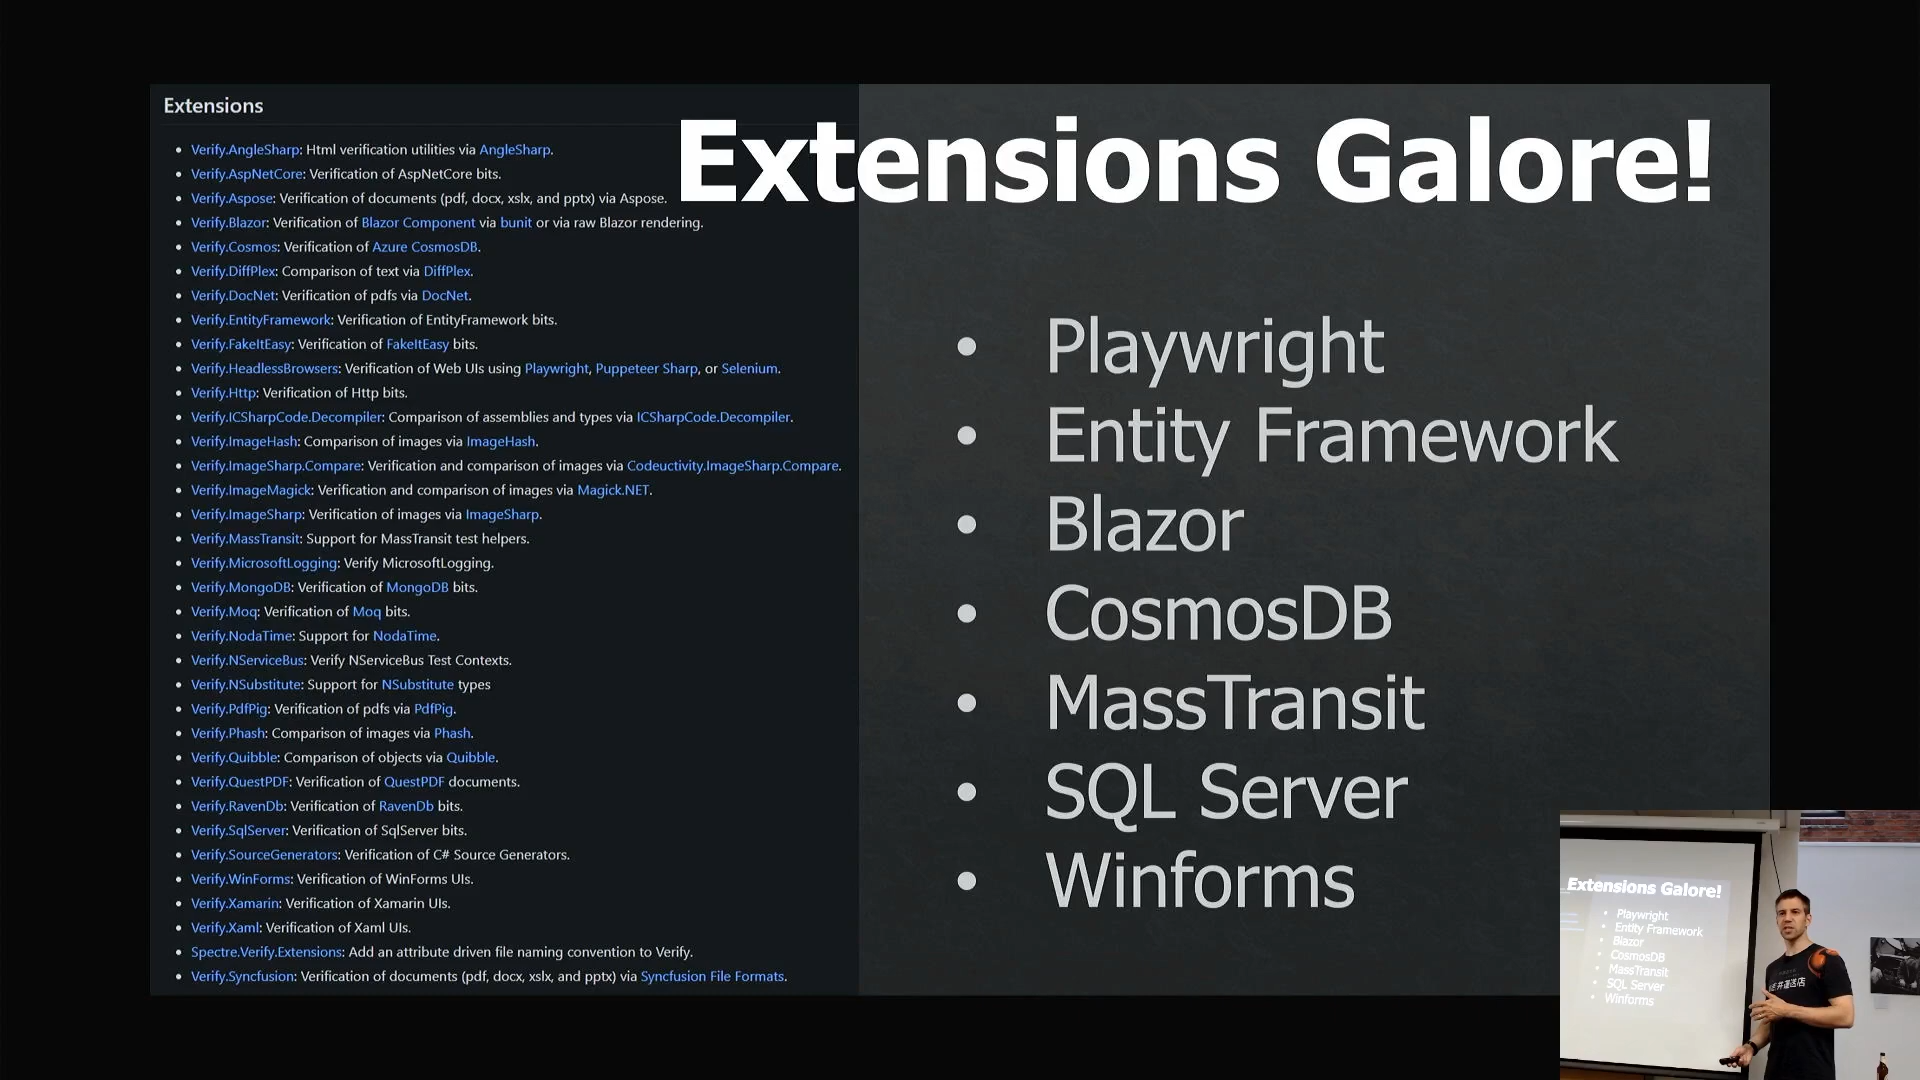 Extensions
Extensions Galore!
Verify.AngleSharp: Html verification utilities via AngleSharp.
Verify.AspNetCore: Verification of AspNetCore bits.
Verify.Aspose: Verification of documents (pdf, docx, xslx, and pptx) via Aspose.
Verify.Blazor: Verification of Blazor Component via bunit or via raw Blazor rendering.
Verify.Cosmos: Verification of Azure CosmosDB.
Verify.DiffPlex: Comparison of text via DiffPlex.
Verify.DocNet: Verification of pdfs via DocNet.
Verify.EntityFramework: Verification of EntityFramework bits.
Verify.FakeItEasy: Verification of FakeItEasy bits.
Verify.HeadlessBrowsers: Verification of Web UIs using Playwright, Puppeteer Sharp, or Selenium.
Verify.Http: Verification of Http bits.
Verify.ICSharpCode.Decompiler: Comparison of assemblies and types via ICSharpCode.Decompiler.
Verify.ImageHash: Comparison of images via ImageHash.
Verify.ImageSharp.Compare: Verification and comparison of images via Codeuctivity.ImageSharp.Compare.
Verify.ImageMagick: Verification and comparison of images via Magick.NET.
Verify.ImageSharp: Verification of images via ImageSharp.
Verify.MassTransit: Support for MassTransit test helpers.
Verify.MicrosoftLogging: Verify MicrosoftLogging.
Verify.MongoDB: Verification of MongoDB bits.
Verify.Moq: Verification of Moq bits.
Verify.NodaTime: Support for NodaTime.
Verify.NServiceBus: Verify NServiceBus Test Contexts.
Verify.NSubstitute: Support for NSubstitute types
Verify.PdfPig: Verification of pdfs via PdfPig.
Verify.Phash: Comparison of images via Phash.
Verify.Quibble: Comparison of objects via Quibble.
Verify.QuestPDF: Verification of QuestPDF documents.
Verify.RavenDb: Verification of RavenDb bits.
Verify.SqlServer: Verification of SqlServer bits.
Verify.SourceGenerators: Verification of C# Source Generators.
Verify.WinForms: Verification of WinForms UIs.
Verify.Xamarin: Verification of Xamarin UIs.
Verify.Xaml: Verification of Xaml UIs.
Spectre.Verify.Extensions: Add an attribute driven file naming convention to Verify.
Verify.Syncfusion: Verification of documents (pdf, docx, xslx, and pptx) via Syncfusion File Formats.
Playwright
Entity Framework
Blazor
CosmosDB
MassTransit
SQL Server
Winforms
Extensions Galore!
Playwright
Entity Framework
Blazor
CosmosDB
MassTransit
SQL Server
Winforms